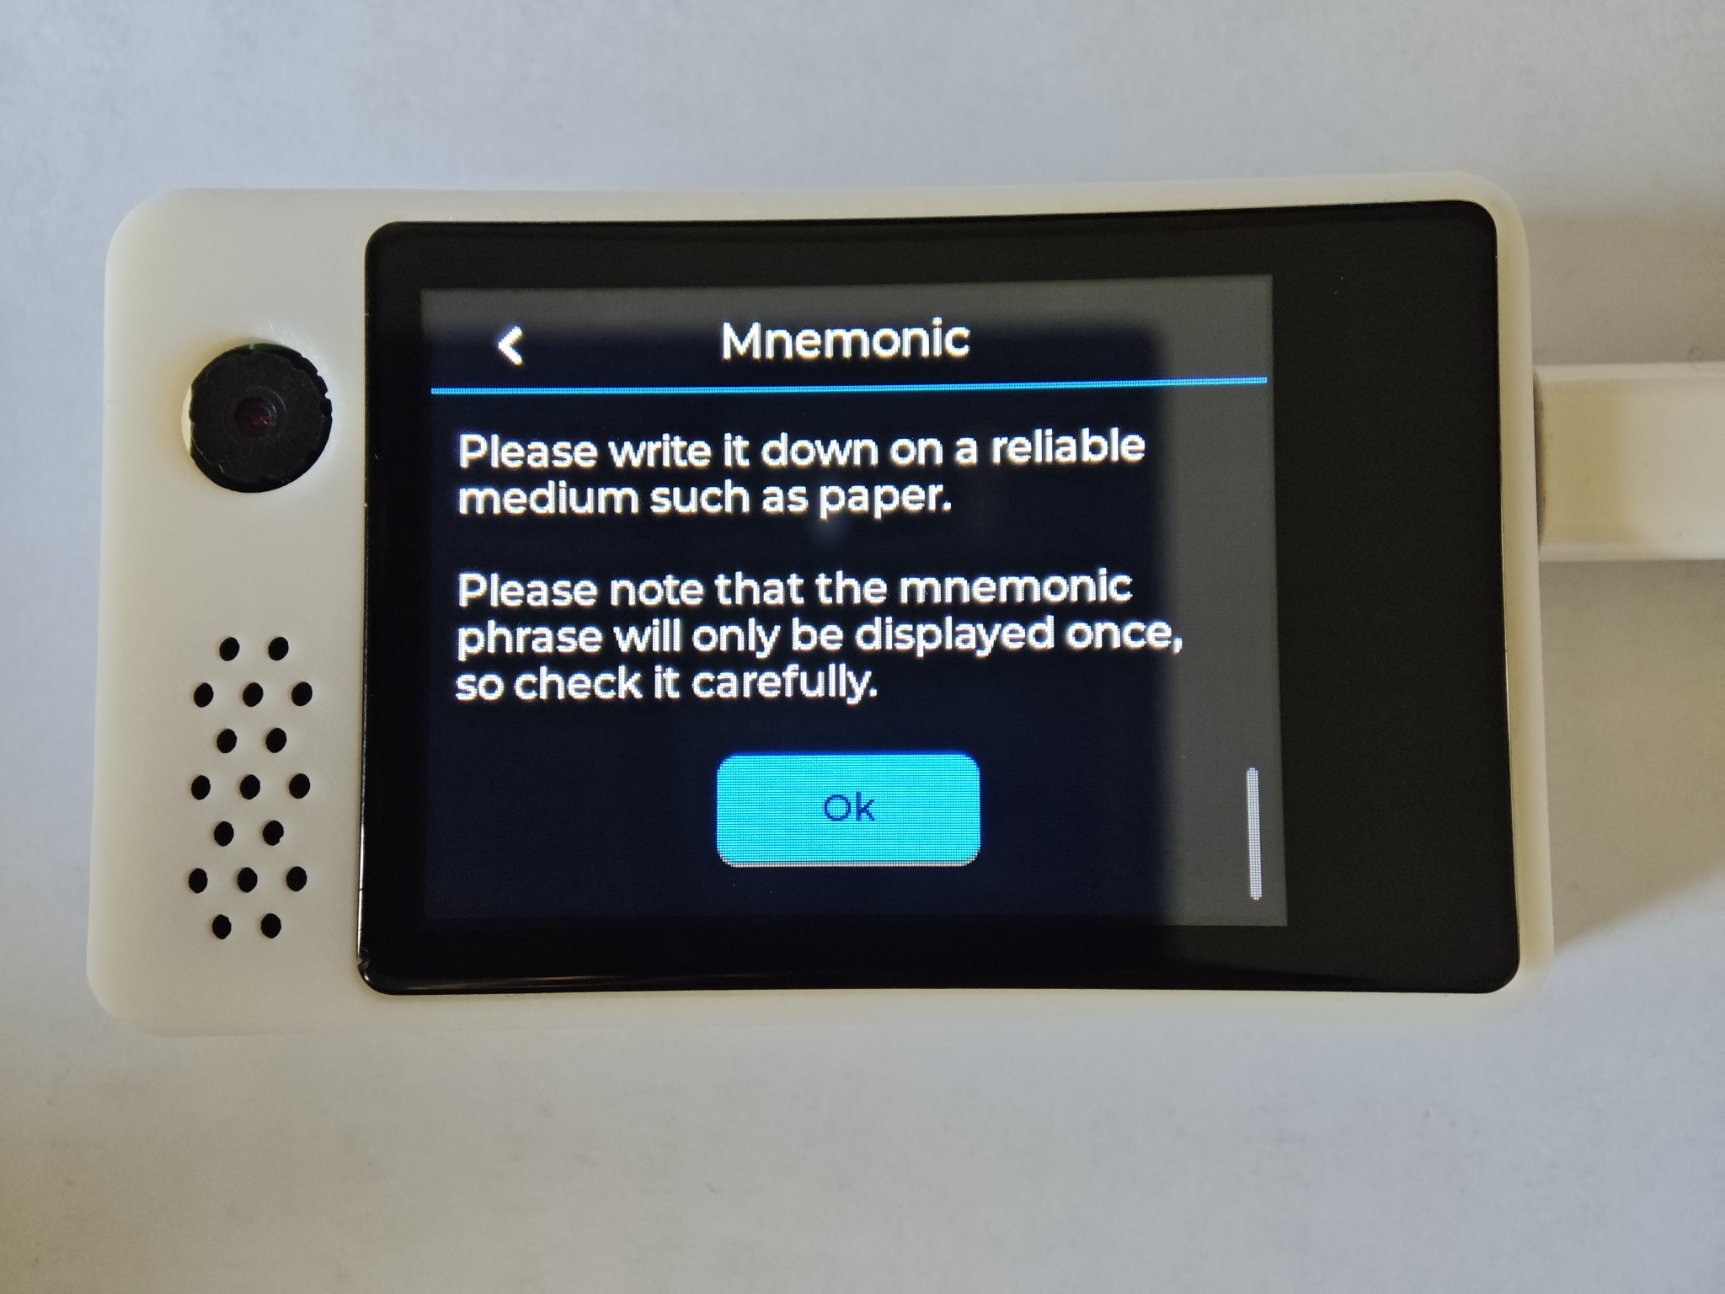 Mnemonic
Please write it down on a reliable
medium such as paper.
Please note that the mnemonic
phrase will only be displayed once,
so check it carefully.
Ok